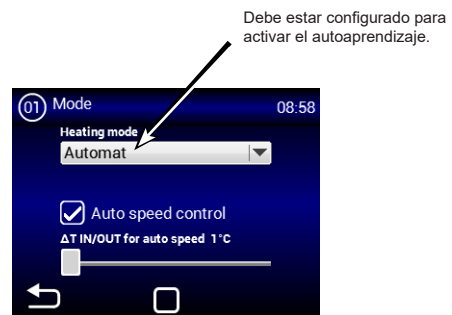 Debe estar configurado para
activar el autoaprendizaje.
01 Mode 08:58
Heating mode
Automat
Auto speed control
ΔT IN/OUT for auto speed 1°C